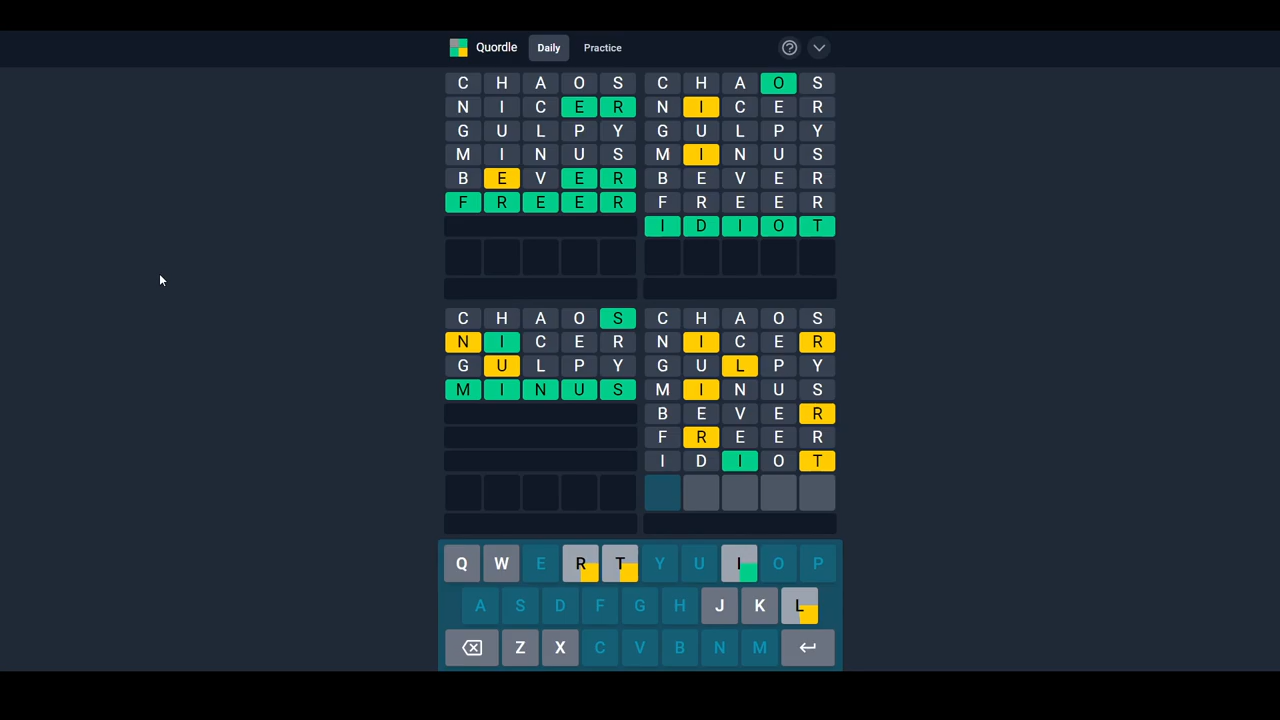 Quordle Daily Practice
C H A O S C H A O S
N I C E R N I C E R
G U L P Y G U L P Y
M I N U S M I N U S
B E V E R B E V E R
F R E E R F R E E R
I D I O T
C H A O S C H A O S
N I C E R N I C E R
G U L P Y G U L P Y
M I N U S M I N U S
B E V E R
F R E E R
I D I O T
Q W E R T Y U I O P
A S D F G H J K L
Z X C V B N M